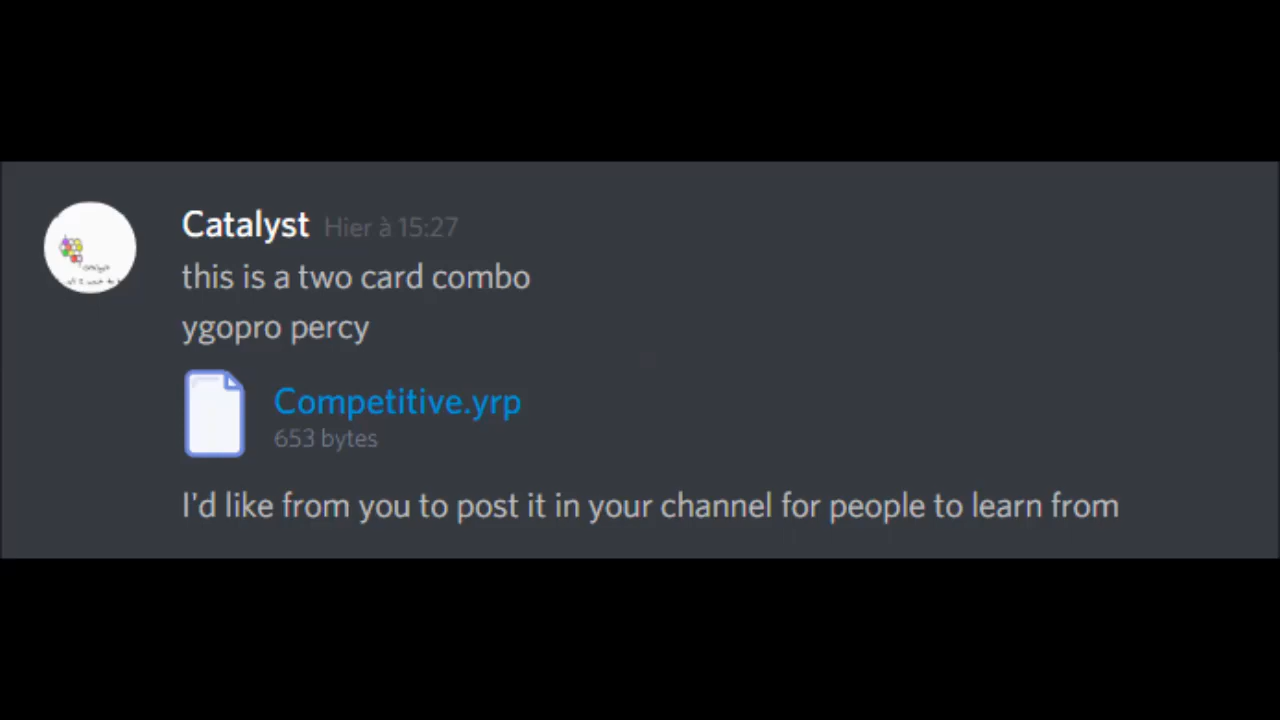 Catalyst Hier à 15:27
this is a two card combo
ygopro percy
Competitive.yrp
653 bytes
I'd like from you to post it in your channel for people to learn from